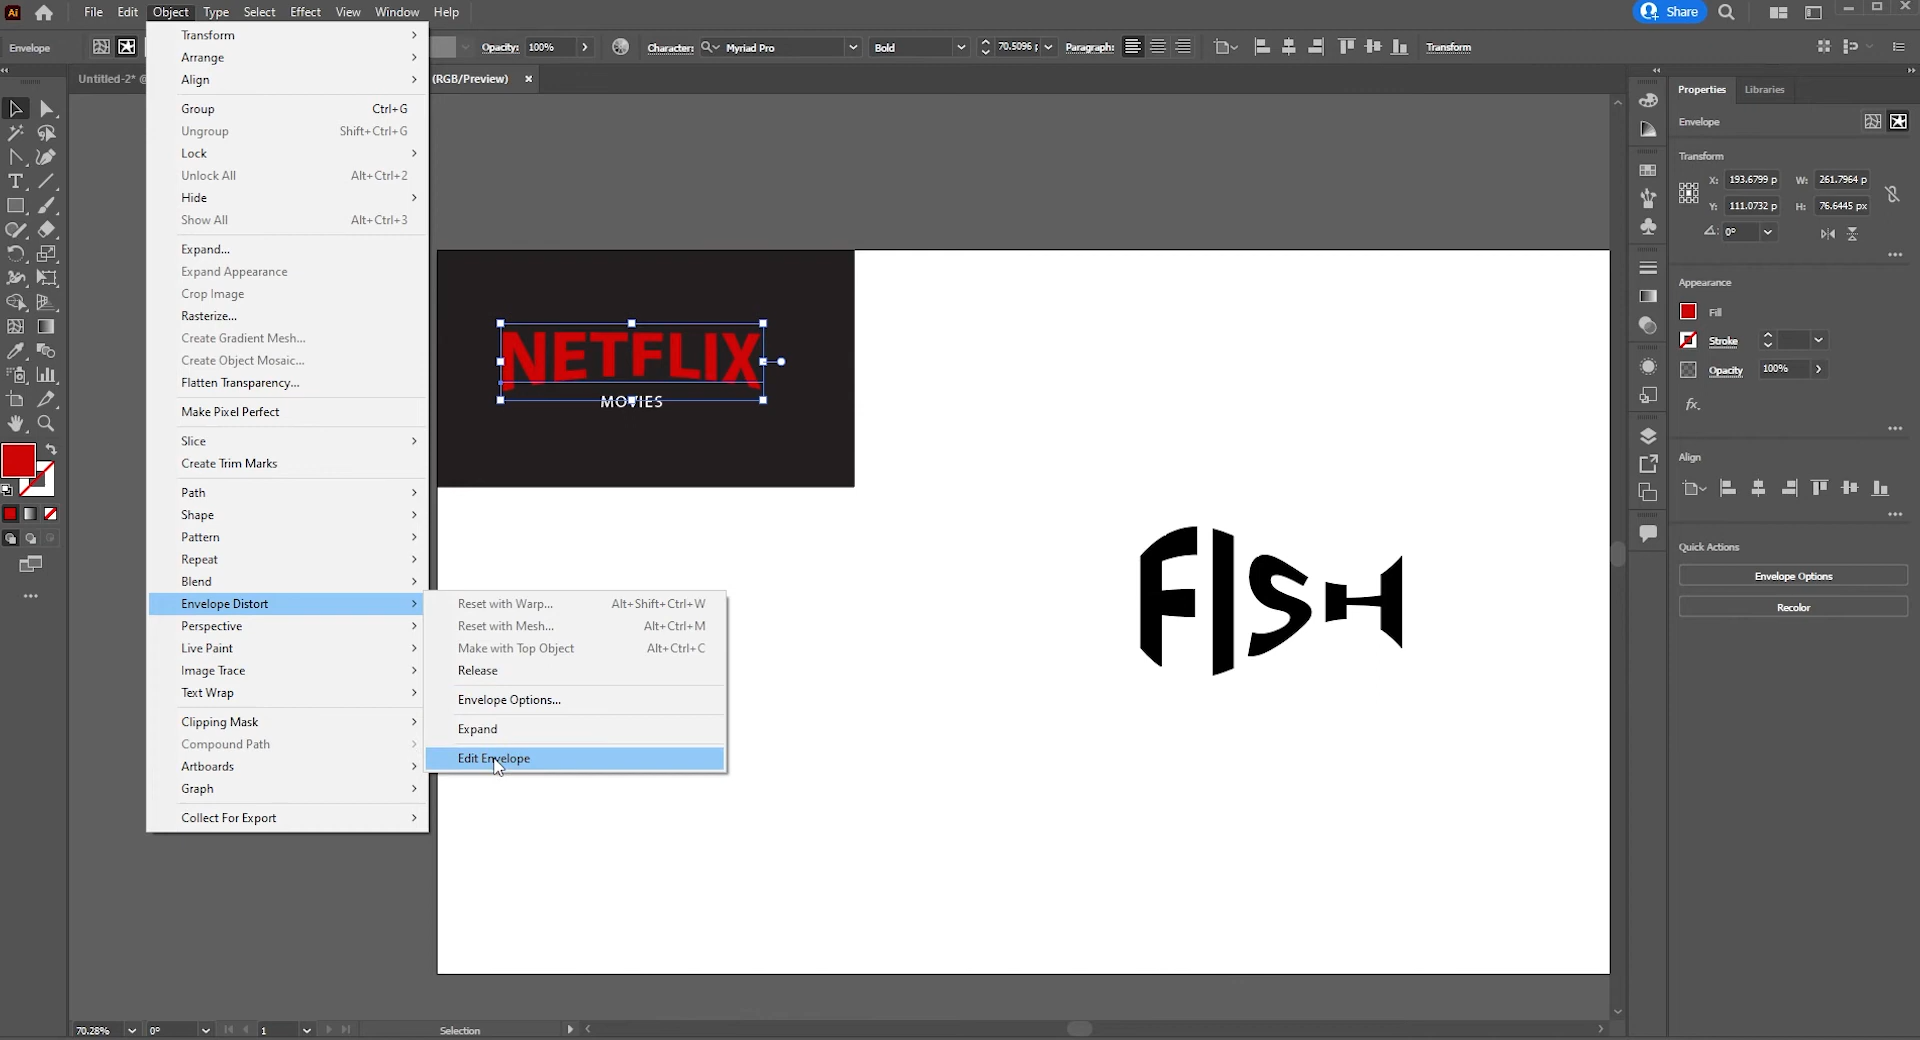 Ai File Edit Object Type Select Effect View Window Help Share
Envelope Opacity: 100% Character: Myriad Pro Bold 70.5096 p Paragraph: Transform
Untitled-2* @ (RGB/Preview) ×
Transform
Arrange
Align
Group Ctrl+G
Ungroup Shift+Ctrl+G
Lock
Unlock All Alt+Ctrl+2
Hide
Show All Alt+Ctrl+3
Expand...
Expand Appearance
Crop Image
Rasterize...
Create Gradient Mesh...
Create Object Mosaic...
Flatten Transparency...
Make Pixel Perfect
Slice
Create Trim Marks
Path
Shape
Pattern
Repeat
Blend
Envelope Distort
Perspective
Live Paint
Image Trace
Text Wrap
Clipping Mask
Compound Path
Artboards
Graph
Collect For Export
Reset with Warp... Alt+Shift+Ctrl+W
Reset with Mesh... Alt+Ctrl+M
Make with Top Object Alt+Ctrl+C
Release
Envelope Options...
Expand
Edit Envelope
NETFLIX
MOVIES
FISH
Properties Libraries
Envelope
Transform
X: 193.6799 p W: 261.7964 p
Y: 111.0732 p H: 76.6445 px
0°
Appearance
Fill
Stroke
Opacity 100%
fx.
Align
Quick Actions
Envelope Options
Recolor
70.28% 0° 1 Selection